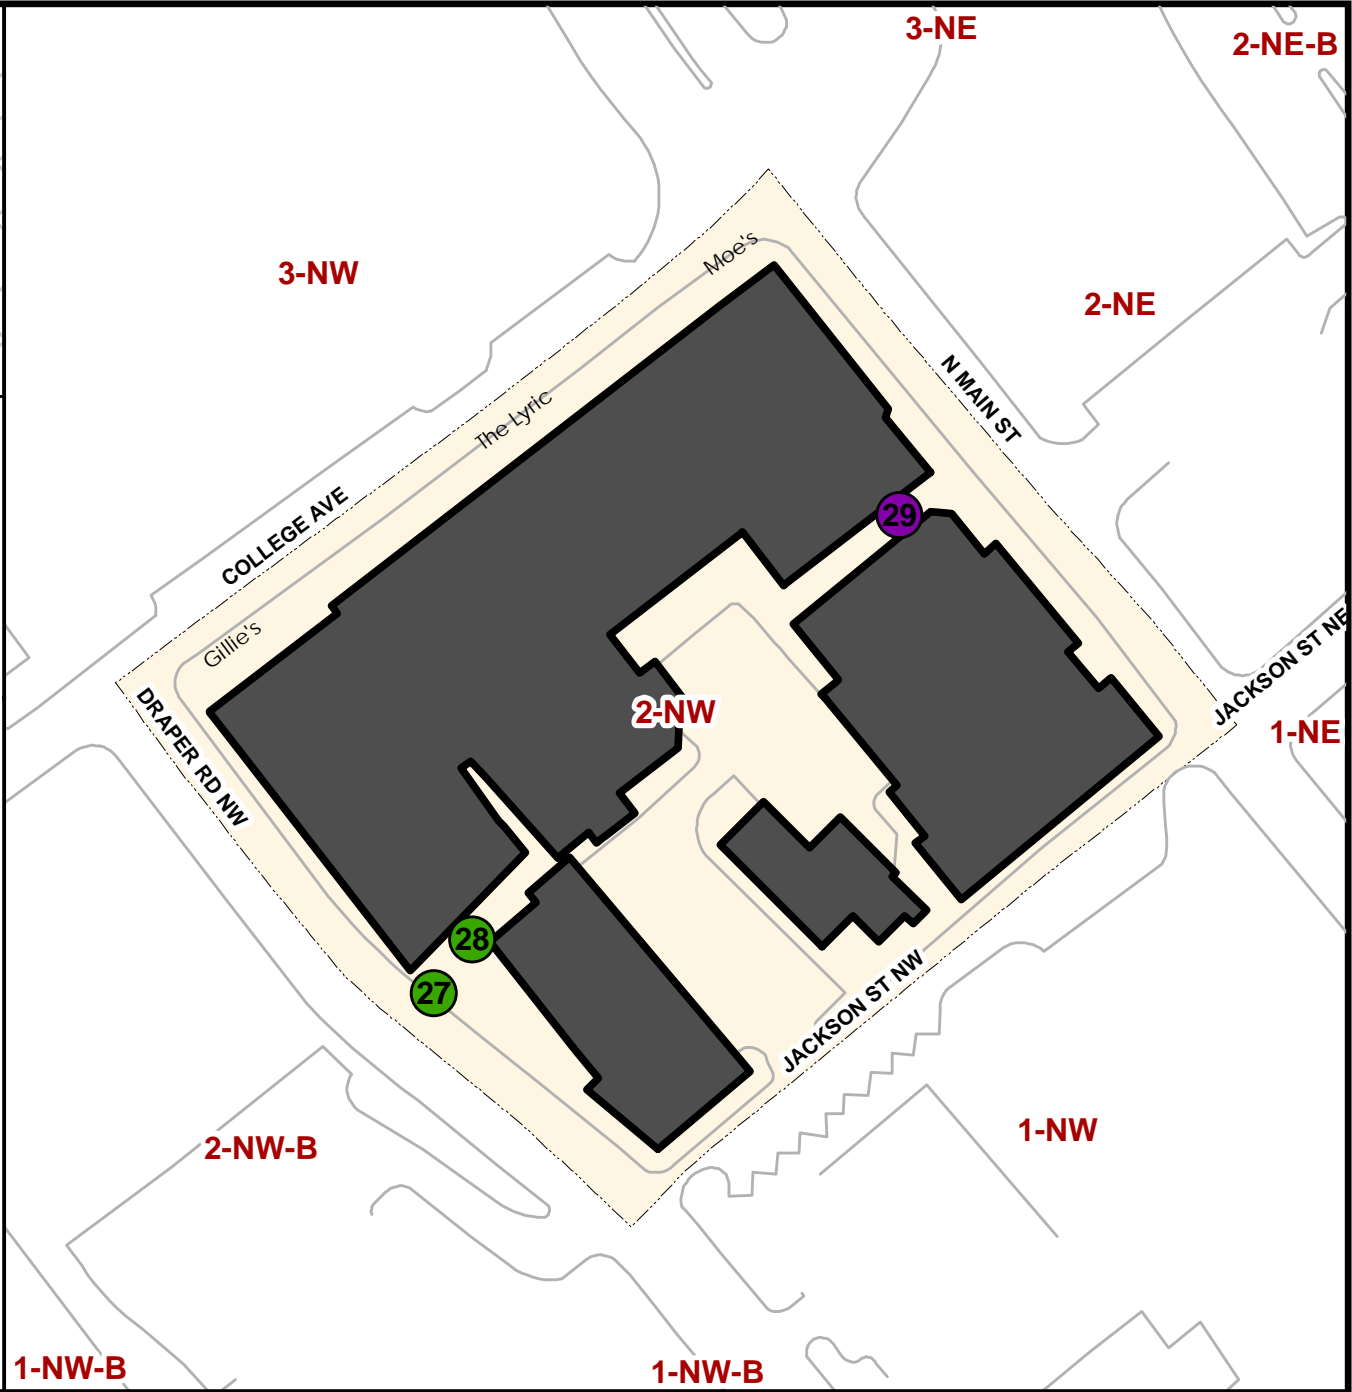 3-NE
2-NE-B
Moe's
3-NW
2-NE
N MAIN ST
The Lyric
COLLEGE AVE
29
Gillie's
JACKSON ST NE
DRAPER RD NW
2-NW
1-NE
28
27
JACKSON ST NW
1-NW
2-NW-B
1-NW-B
1-NW-B